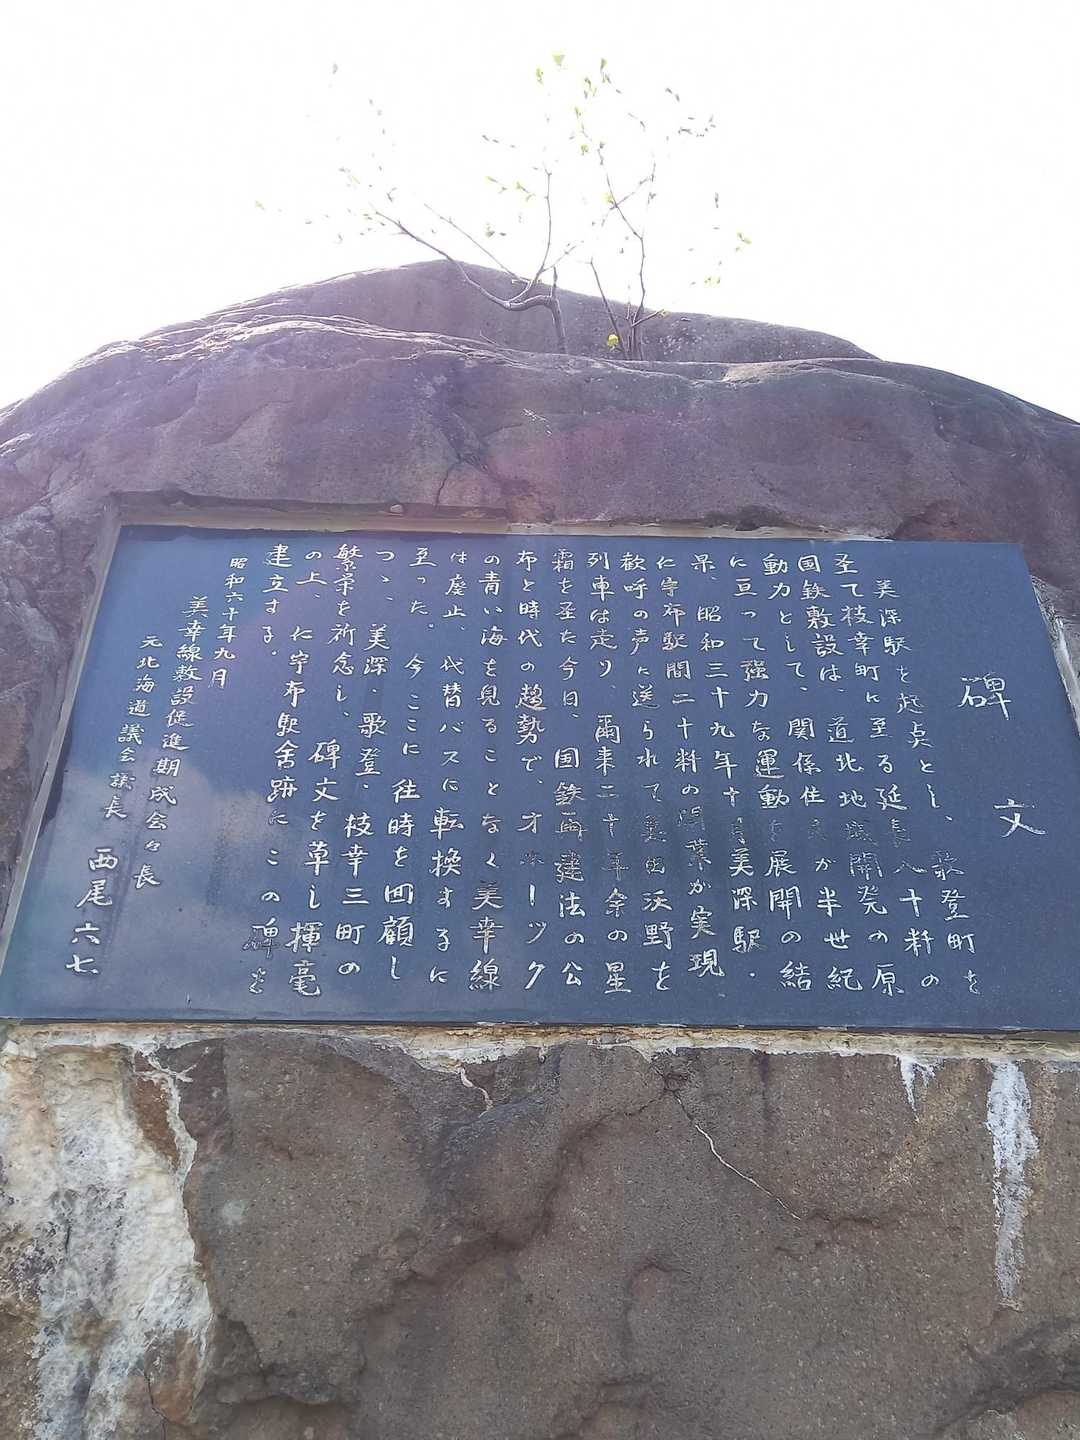 碑文
美深駅を起点とし、歌登町を
圣て枝幸町に至る延長八十粁の
国鉄敷設は、道北地域開発の原
動力として、関係住民が半世紀
に亘って強力な運動を展開の結
果、昭和三十九年十月美深駅・
仁宇布駅間二十粁の開業が実現
歓呼の声に送られて美田沃野を
列車は走り 爾来二十年余の星
霜を圣た今日、国鉄再建法の公
布と時代の趨勢で、オホーツク
の青い海を見ることなく美幸線
は廃止、代替バスに転換するに
至った。今ここに往時を回顧し
つゝ、美深・歌登・枝幸三町の
繁栄を祈念し、碑文を草し揮毫
の上、仁宇布駅舎跡にこの碑を
建立する。
昭和六十年九月
美幸線敷設促進期成会々長
元北海道議会議長 西尾六七